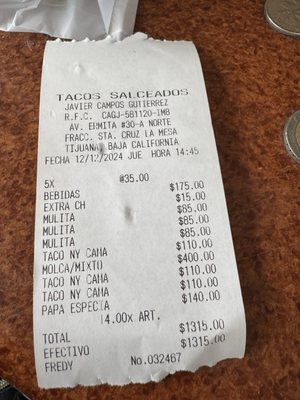 TACOS SALCEADOS
JAVIER CAMPOS GUTIERREZ
R.F.C. CAGJ-581120-IM8
AV. ERMITA #30-A NORTE
FRACC. STA. CRUZ LA MESA
TIJUANA, BAJA CALIFORNIA
FECHA 12/12/2024 JUE HORA 14:45
5X @35.00
BEBIDAS $175.00
EXTRA CH $15.00
MULITA $85.00
MULITA $85.00
MULITA $85.00
TACO NY CAMA $110.00
MOLCA/MIXTO $400.00
TACO NY CAMA $110.00
TACO NY CAMA $110.00
PAPA ESPECIA $140.00
14.00x ART.
TOTAL $1315.00
EFECTIVO $1315.00
FREDY No.032467